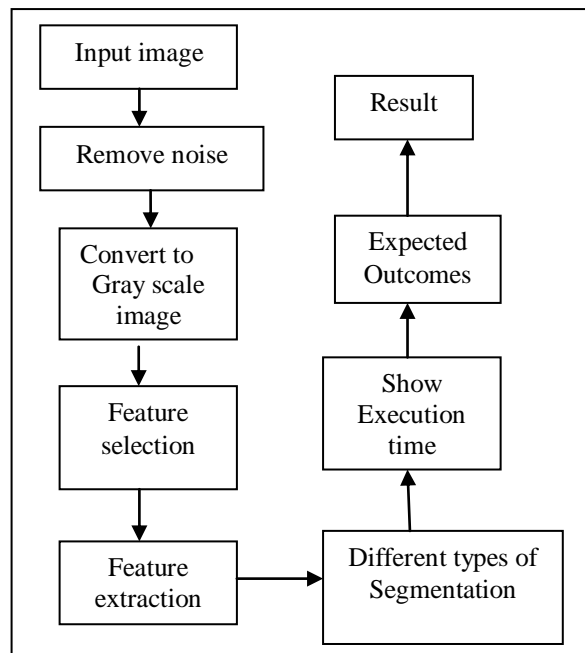 Input image
Remove noise
Convert to
Gray scale
image
Feature
selection
Feature
extraction
Different types of
Segmentation
Show
Execution
time
Expected
Outcomes
Result